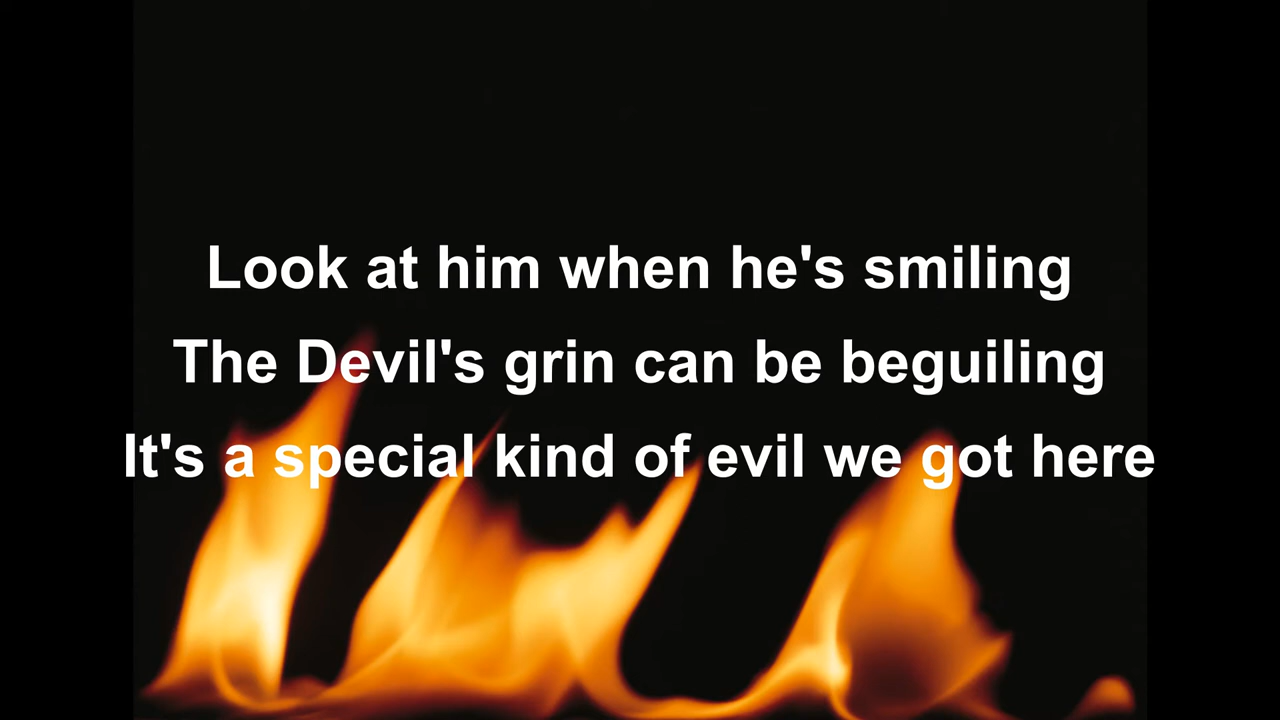 Look at him when he's smiling
The Devil's grin can be beguiling
It's a special kind of evil we got here